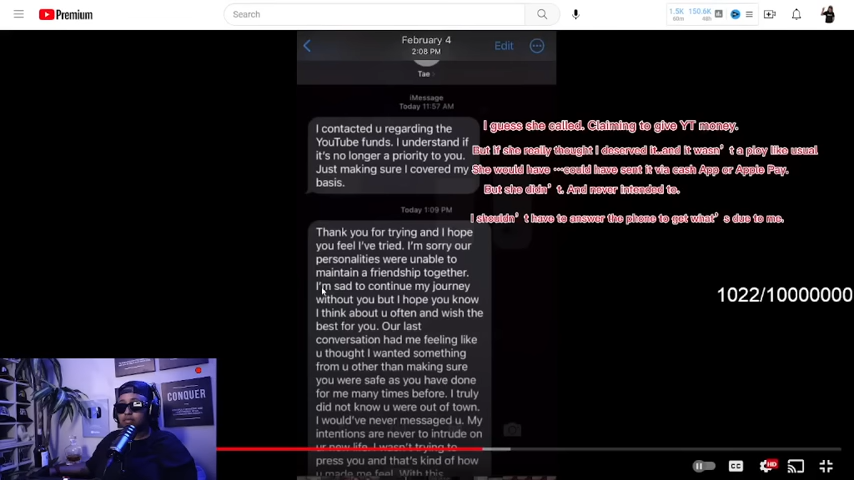 Premium
Search
1.5K
60m
150.6K
48h
February 4
2:08 PM
Edit
Tae
iMessage
Today 11:57 AM
I contacted u regarding the
YouTube funds. I understand if
it's no longer a priority to you.
Just making sure I covered my
basis.
Today 1:09 PM
Thank you for trying and I hope
you feel I've tried. I'm sorry our
personalities were unable to
maintain a friendship together.
I'm sad to continue my journey
without you but I hope you know
I think about u often and wish the
best for you. Our last
conversation had me feeling like
u thought I wanted something
from u other than making sure
you were safe as you have done
for me many times before. I truly
did not know u were out of town.
I would've never messaged u. My
intentions are never to intrude on
ur new life. I wasn't trying to
press you and that's kind of how
u made me feel. With this
I guess she called. Claiming to give YT money.
But if she really thought I deserved it..and it wasn't a ploy like usual
She would have …could have sent it via cash App or Apple Pay.
But she didn't. And never intended to.
I shouldn't have to answer the phone to get what's due to me.
1022/10000000
CONQUER
CC
HD